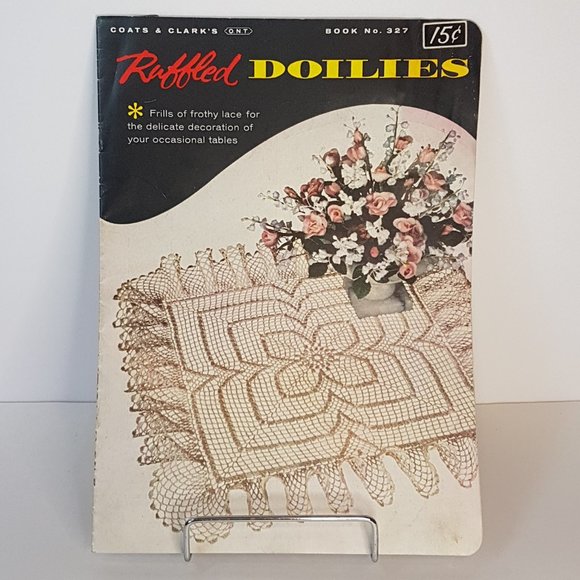 COATS & CLARK'S O.N.T. BOOK No. 327 15¢
Ruffled DOILIES
* Frills of frothy lace for
the delicate decoration of
your occasional tables